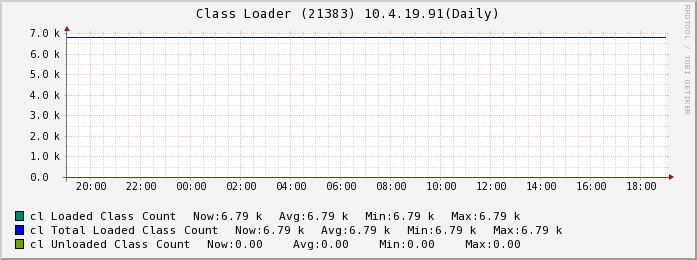 Class Loader (21383) 10.4.19.91(Daily)
RRDTOOL / TOBI OETIKER
7.0 k
6.0 k
5.0 k
4.0 k
3.0 k
2.0 k
1.0 k
0.0
20:00 22:00 00:00 02:00 04:00 06:00 08:00 10:00 12:00 14:00 16:00 18:00
cl Loaded Class Count Now:6.79 k Avg:6.79 k Min:6.79 k Max:6.79 k
cl Total Loaded Class Count Now:6.79 k Avg:6.79 k Min:6.79 k Max:6.79 k
cl Unloaded Class Count Now:0.00 Avg:0.00 Min:0.00 Max:0.00